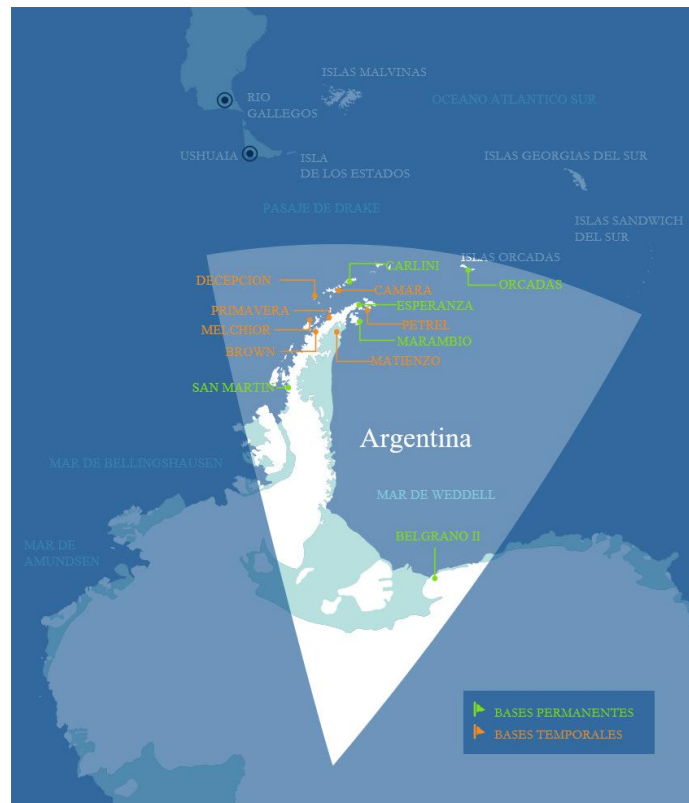 ISLAS MALVINAS
RIO
GALLEGOS
OCEANO ATLANTICO SUR
USHUAIA
ISLA
DE LOS ESTADOS
ISLAS GEORGIAS DEL SUR
PASAJE DE DRAKE
ISLAS SANDWICH
DEL SUR
ISLAS ORCADAS
CARLINI
DECEPCION
CAMARA
ORCADAS
PRIMAVERA
ESPERANZA
MELCHIOR
PETREL
BROWN
MARAMBIO
MATIENZO
SAN MARTIN
Argentina
MAR DE BELLINGSHAUSEN
MAR DE WEDDELL
MAR DE
AMUNDSEN
BELGRANO II
BASES PERMANENTES
BASES TEMPORALES